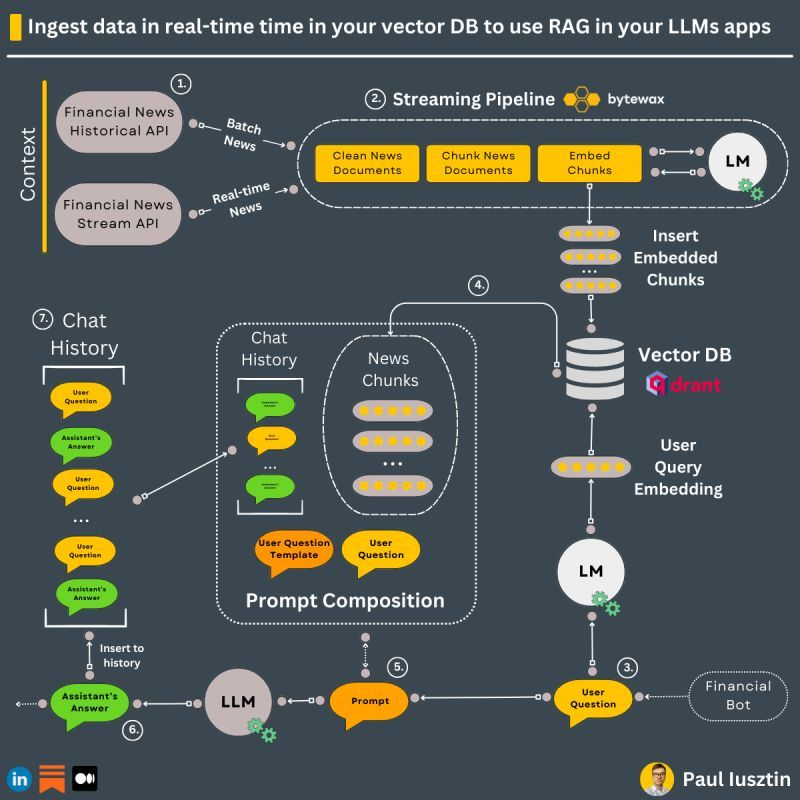 Ingest data in real-time time in your vector DB to use RAG in your LLMs apps
Context
1.
Financial News
Historical API
Batch
News
Financial News
Stream API
Real-time
News
2. Streaming Pipeline bytewax
Clean News
Documents
Chunk News
Documents
Embed
Chunks
LM
...
Insert
Embedded
Chunks
4.
Vector DB
drant
User
Query
Embedding
LM
7. Chat
History
User
Question
Assistant's
Answer
User
Question
...
User
Question
Assistant's
Answer
Insert to
history
Chat
History
Assistant's
Answer
User
Question
...
Assistant's
Answer
News
Chunks
...
User Question
Template
User
Question
Prompt Composition
3.
User
Question
Financial
Bot
5.
Prompt
LLM
6.
Assistant's
Answer
in
Paul Iusztin